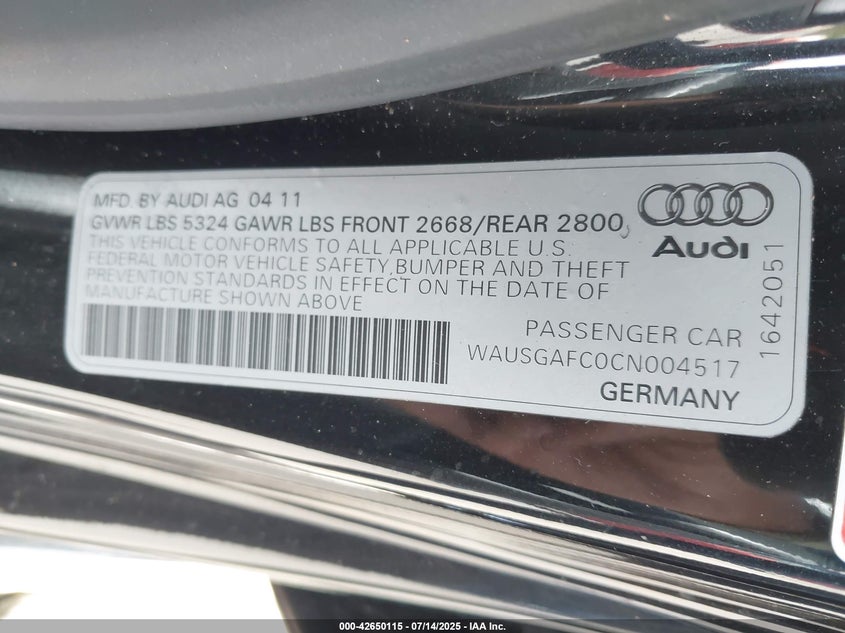 MFD. BY AUDI AG 04 11
GVWR LBS 5324 GAWR LBS FRONT 2668/REAR 2800
THIS VEHICLE CONFORMS TO ALL APPLICABLE U.S.
FEDERAL MOTOR VEHICLE SAFETY, BUMPER AND THEFT
PREVENTION STANDARDS IN EFFECT ON THE DATE OF
MANUFACTURE SHOWN ABOVE
Audi
1642051
PASSENGER CAR
WAUSGAFC0CN004517
GERMANY
000-42650115 - 07/14/2025 - IAA Inc.